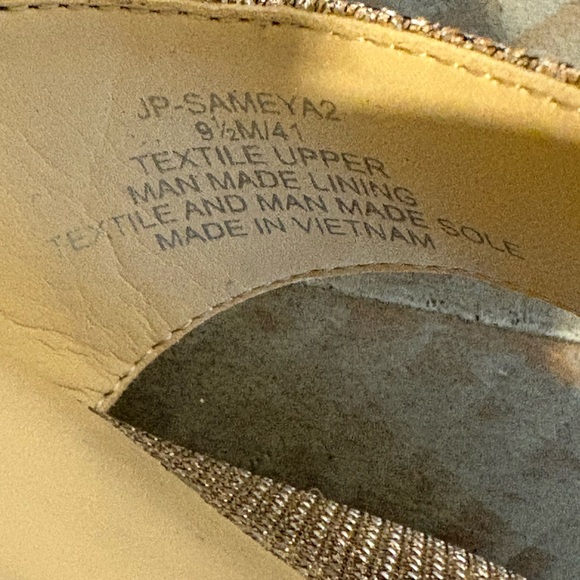 JP-SAMEYA2
9½M/41
TEXTILE UPPER
MAN MADE LINING
TEXTILE AND MAN MADE SOLE
MADE IN VIETNAM